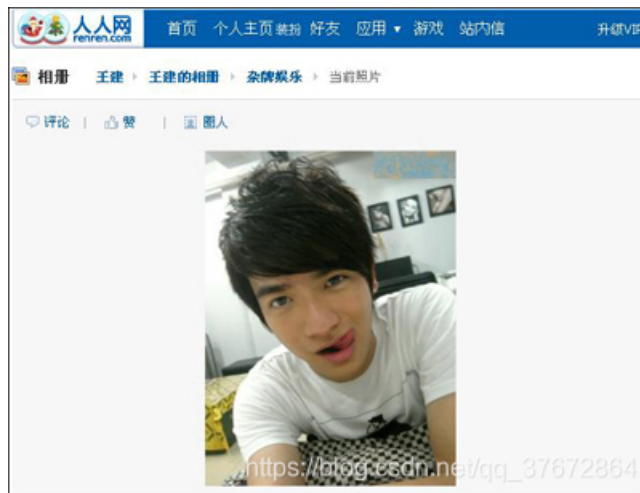 人人网
renren.com
首页 个人主页 装扮 好友 应用 ▼ 游戏 站内信 升级VIP
相册 王建 王建的相册 杂牌娱乐 当前照片
评论 | 赞 | 圈人
https://blog.csdn.net/qq_37672864